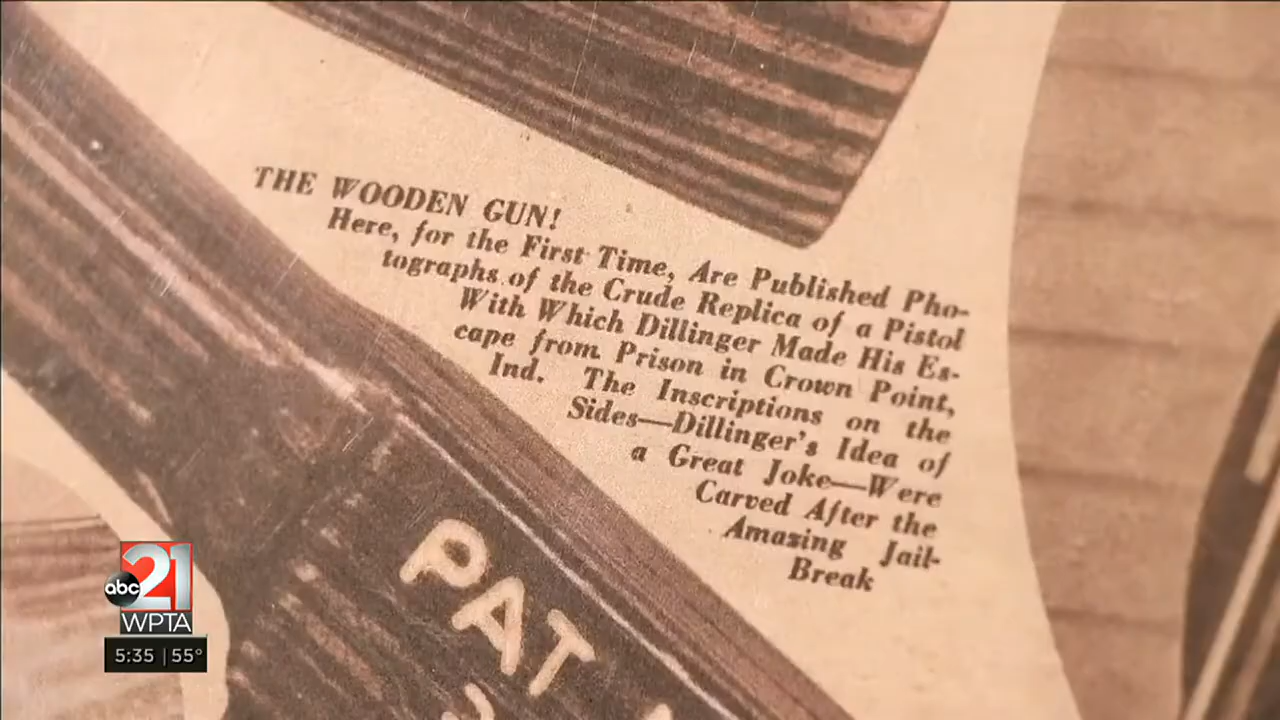 THE WOODEN GUN!
Here, for the First Time, Are Published Pho-
tographs of the Crude Replica of a Pistol
With Which Dillinger Made His Es-
cape from Prison in Crown Point,
Ind. The Inscriptions on the
Sides—Dillinger's Idea of
a Great Joke—Were
Carved After the
Amazing Jail-
Break
PAT
abc 21
WPTA
5:35 | 55°